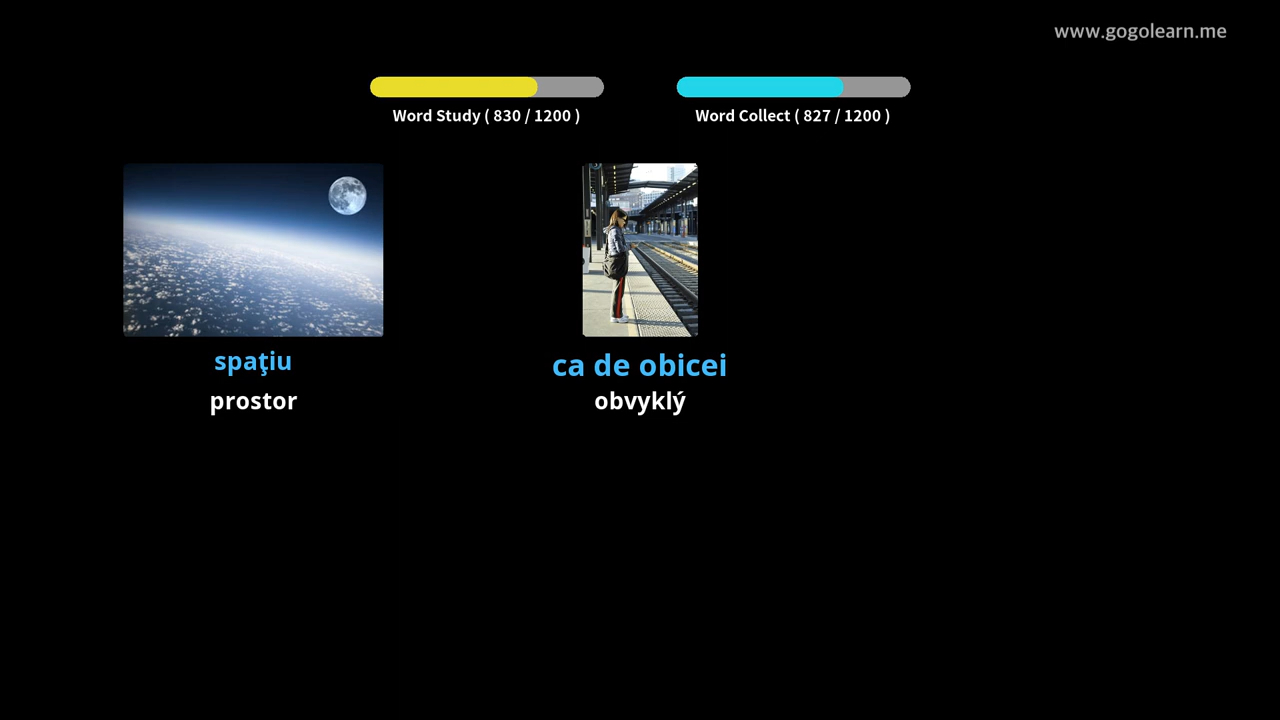 www.gogolearn.me
Word Study ( 830 / 1200 )
Word Collect ( 827 / 1200 )
spaţiu
prostor
ca de obicei
obvyklý